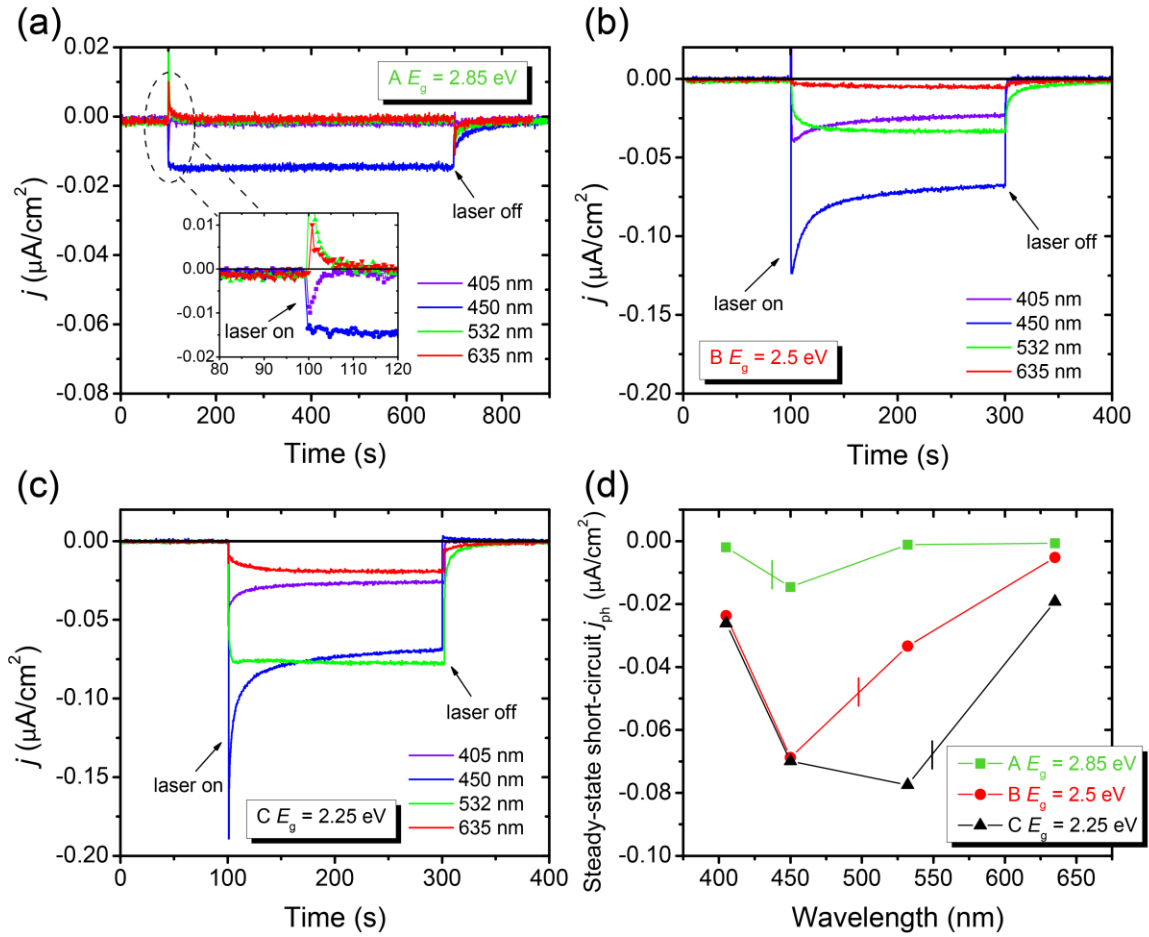 (a)
0.02
0.00
-0.02
-0.04
-0.06
-0.08
j (µA/cm²)
A Eg = 2.85 eV
laser off
0.01
0.00
-0.01
-0.02
80 90 100 110 120
laser on
405 nm
450 nm
532 nm
635 nm
0 200 400 600 800
Time (s)
(b)
0.00
-0.05
-0.10
-0.15
-0.20
j (µA/cm²)
laser off
laser on
B Eg = 2.5 eV
405 nm
450 nm
532 nm
635 nm
0 100 200 300 400
Time (s)
(c)
0.00
-0.05
-0.10
-0.15
-0.20
j (µA/cm²)
laser off
laser on
C Eg = 2.25 eV
405 nm
450 nm
532 nm
635 nm
0 100 200 300 400
Time (s)
(d)
0.00
-0.02
-0.04
-0.06
-0.08
-0.10
Steady-state short-circuit jph (µA/cm²)
A Eg = 2.85 eV
B Eg = 2.5 eV
C Eg = 2.25 eV
400 450 500 550 600 650
Wavelength (nm)